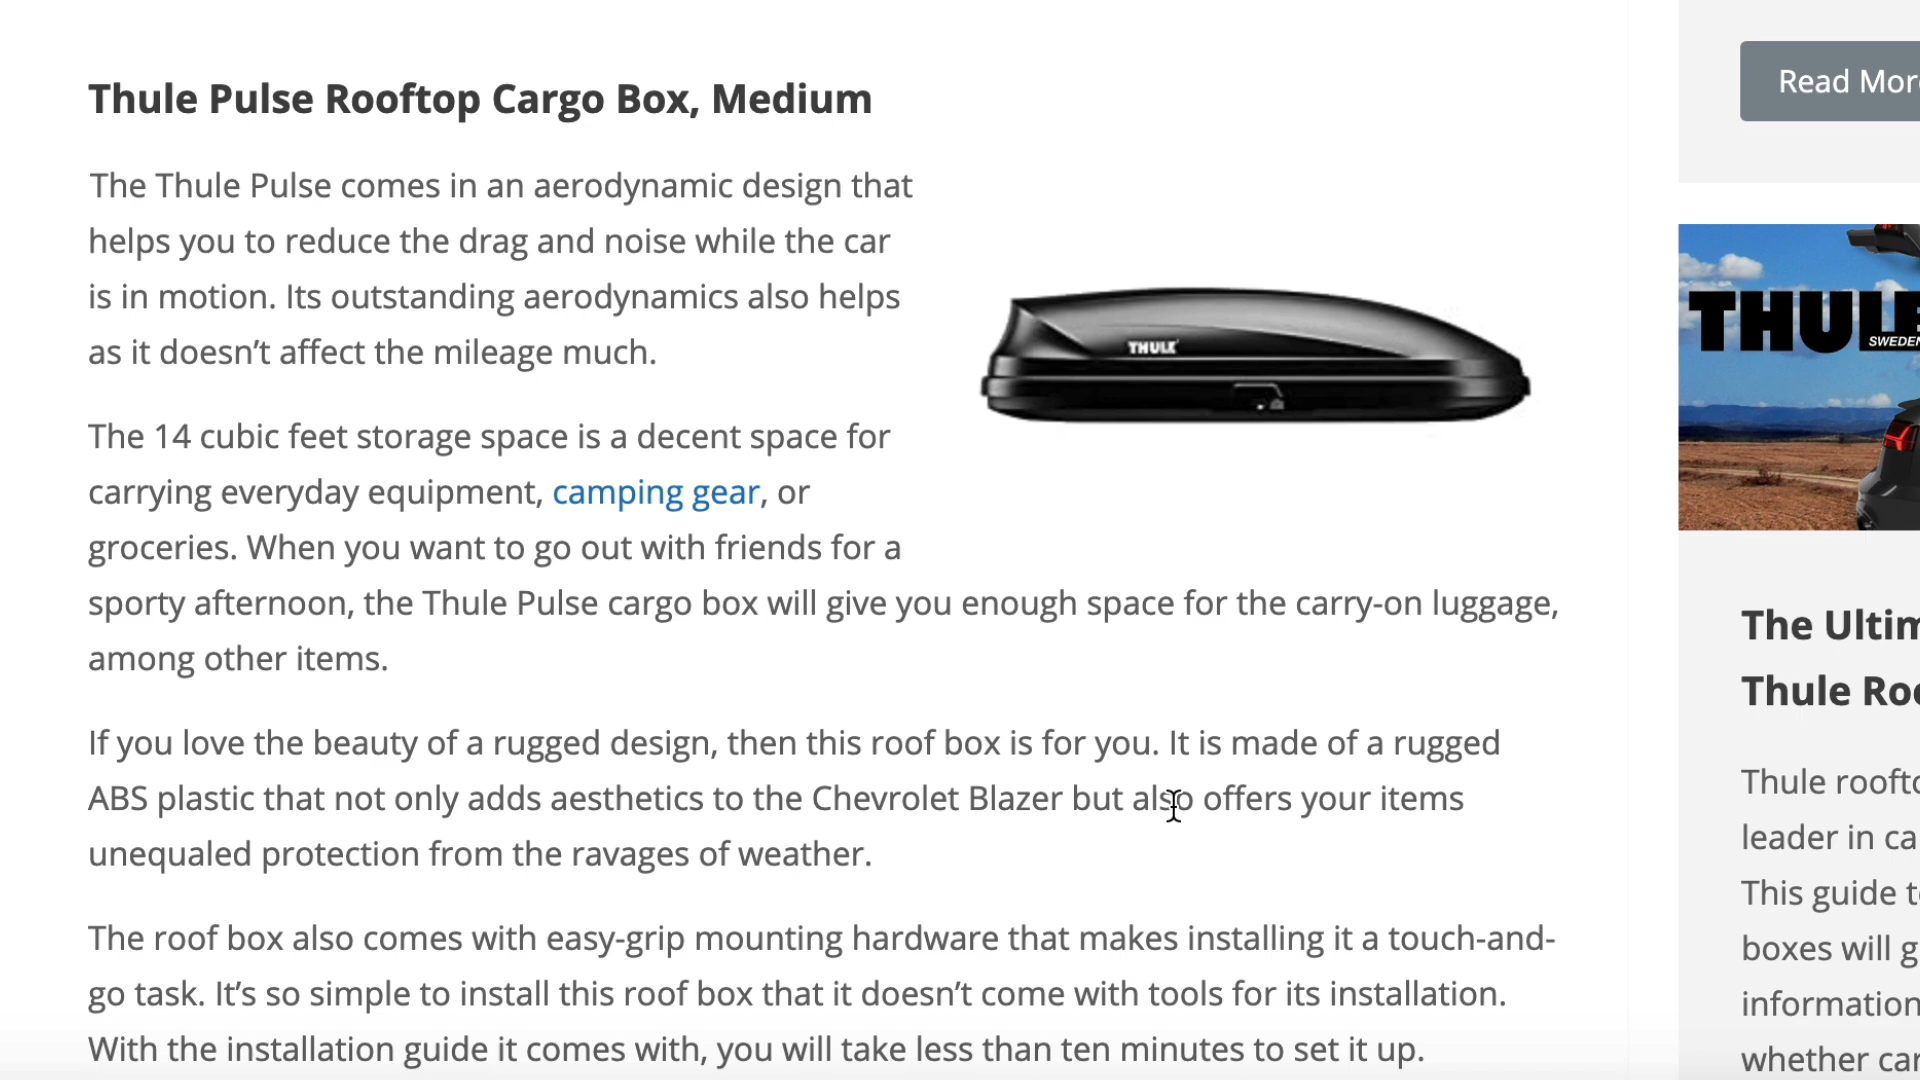 Thule Pulse Rooftop Cargo Box, Medium
The Thule Pulse comes in an aerodynamic design that
helps you to reduce the drag and noise while the car
is in motion. Its outstanding aerodynamics also helps
as it doesn’t affect the mileage much.
THULE
The 14 cubic feet storage space is a decent space for
carrying everyday equipment, camping gear, or
groceries. When you want to go out with friends for a
sporty afternoon, the Thule Pulse cargo box will give you enough space for the carry-on luggage,
among other items.
If you love the beauty of a rugged design, then this roof box is for you. It is made of a rugged
ABS plastic that not only adds aesthetics to the Chevrolet Blazer but also offers your items
unequaled protection from the ravages of weather.
The roof box also comes with easy-grip mounting hardware that makes installing it a touch-and-
go task. It’s so simple to install this roof box that it doesn’t come with tools for its installation.
With the installation guide it comes with, you will take less than ten minutes to set it up.
Read Mor
THULE
SWEDEN
The Ultim
Thule Roo
Thule roofto
leader in ca
This guide to
boxes will g
information
whether car